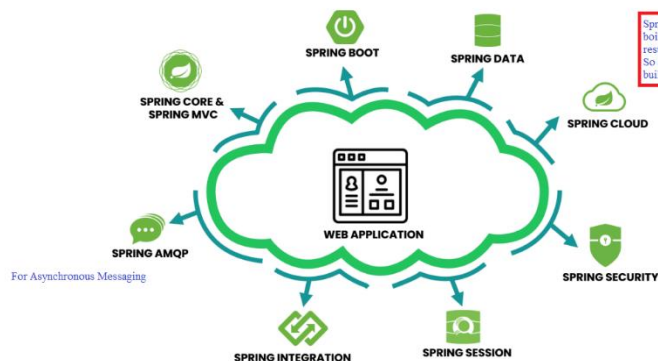 SPRING BOOT
SPRING DATA
SPRING CORE &
SPRING MVC
SPRING CLOUD
WEB APPLICATION
SPRING AMQP
For Asynchronous Messaging
SPRING SECURITY
SPRING INTEGRATION
SPRING SESSION